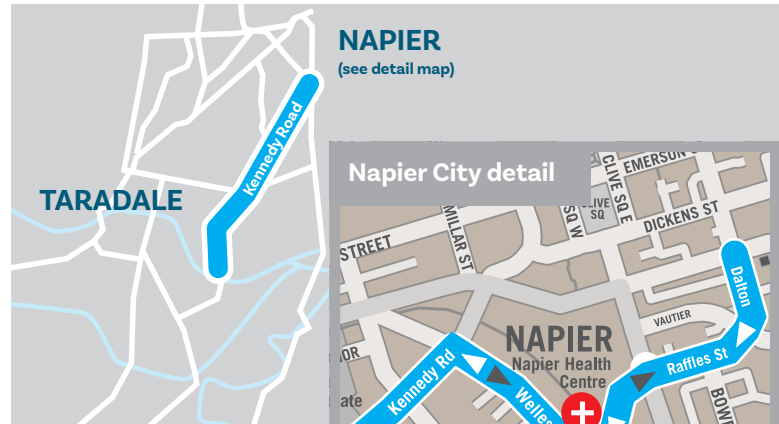 NAPIER
(see detail map)
Kennedy Road
TARADALE
Napier City detail
EMERSON
CLIVE SQ E
CLIVE
SQ
SQ W
DICKENS ST
MILLAR ST
STREET
Dalton
VAUTIER
NAPIER
Napier Health
Centre
Raffles St
Kennedy Rd
Welles
BOW